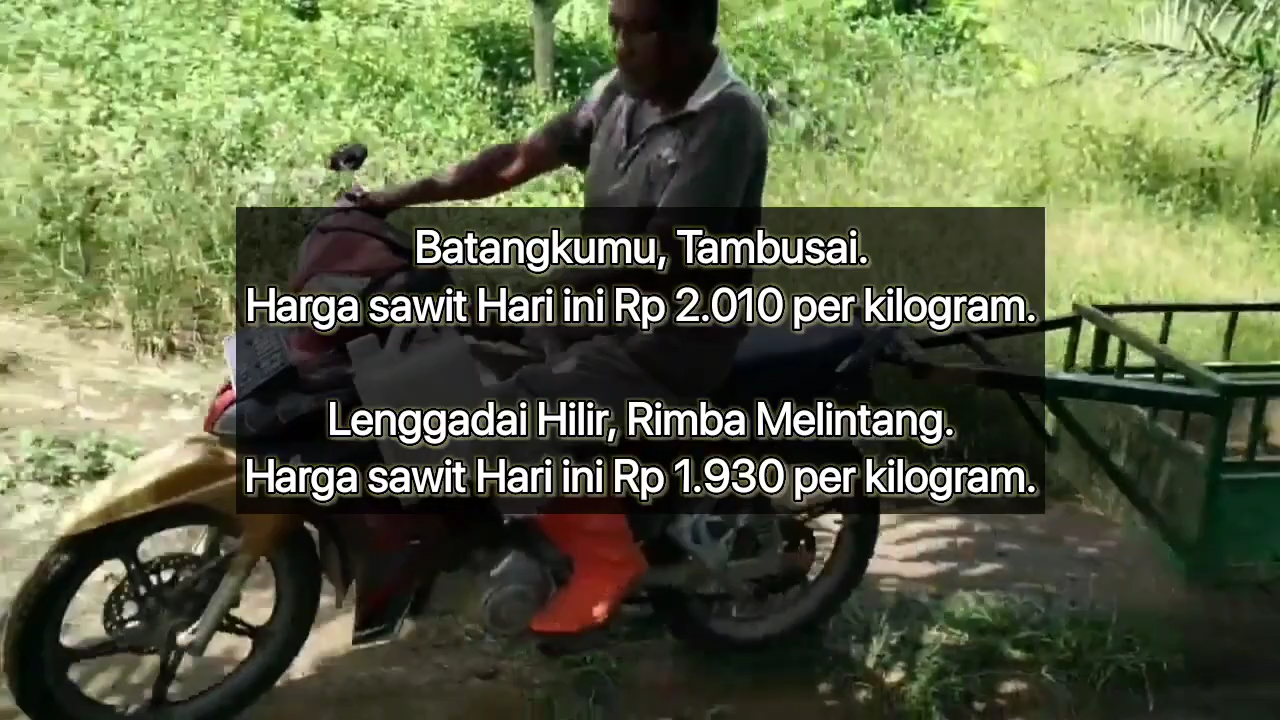 Batangkumu, Tambusai.
Harga sawit Hari ini Rp 2.010 per kilogram.
Lenggadai Hilir, Rimba Melintang.
Harga sawit Hari ini Rp 1.930 per kilogram.